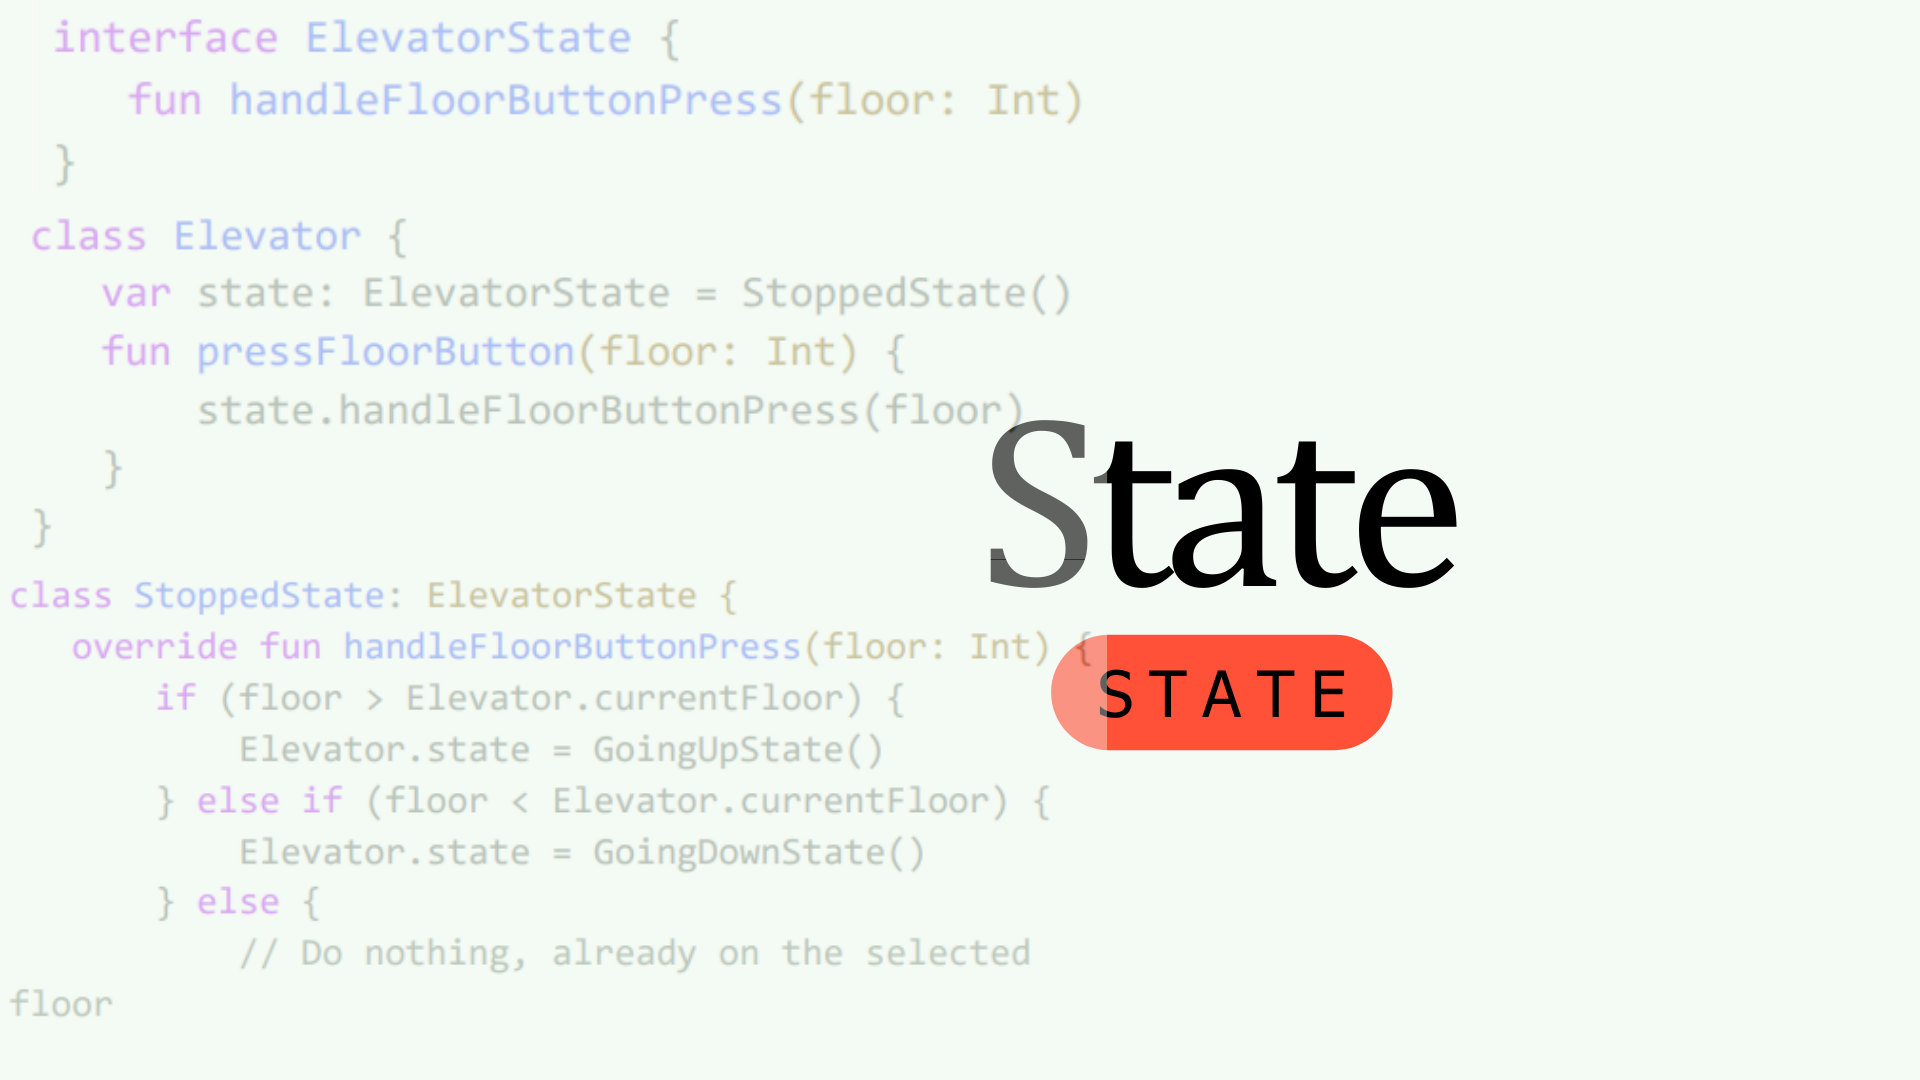 interface ElevatorState {
fun handleFloorButtonPress(floor: Int)
}
class Elevator {
var state: ElevatorState = StoppedState()
fun pressFloorButton(floor: Int) {
state.handleFloorButtonPress(floor)
}
}
class StoppedState: ElevatorState {
override fun handleFloorButtonPress(floor: Int) {
if (floor > Elevator.currentFloor) {
Elevator.state = GoingUpState()
} else if (floor < Elevator.currentFloor) {
Elevator.state = GoingDownState()
} else {
// Do nothing, already on the selected
floor
State
STATE